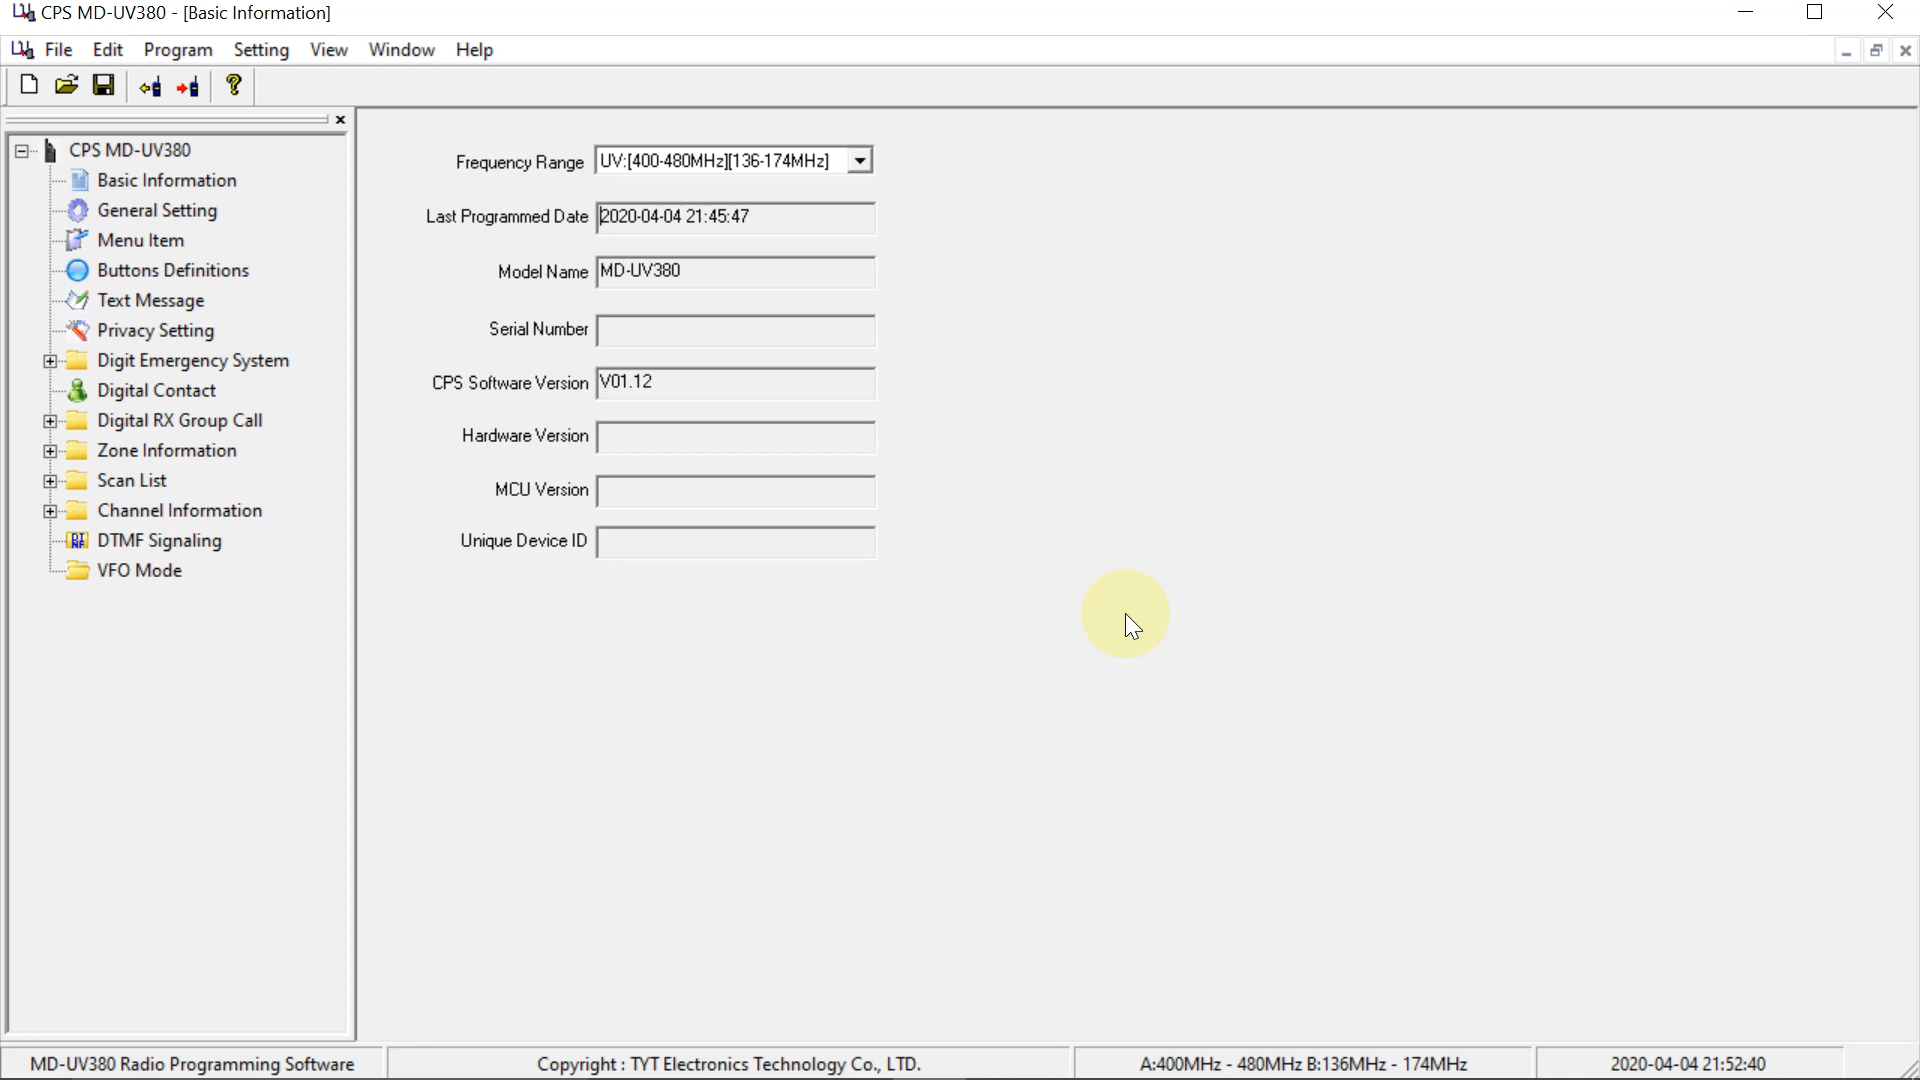 CPS MD-UV380 - [Basic Information]
File Edit Program Setting View Window Help
CPS MD-UV380
Basic Information
General Setting
Menu Item
Buttons Definitions
Text Message
Privacy Setting
Digit Emergency System
Digital Contact
Digital RX Group Call
Zone Information
Scan List
Channel Information
DTMF Signaling
VFO Mode
Frequency Range UV:[400-480MHz][136-174MHz]
Last Programmed Date 2020-04-04 21:45:47
Model Name MD-UV380
Serial Number
CPS Software Version V01.12
Hardware Version
MCU Version
Unique Device ID
MD-UV380 Radio Programming Software Copyright : TYT Electronics Technology Co., LTD. A:400MHz - 480MHz B:136MHz - 174MHz 2020-04-04 21:52:40